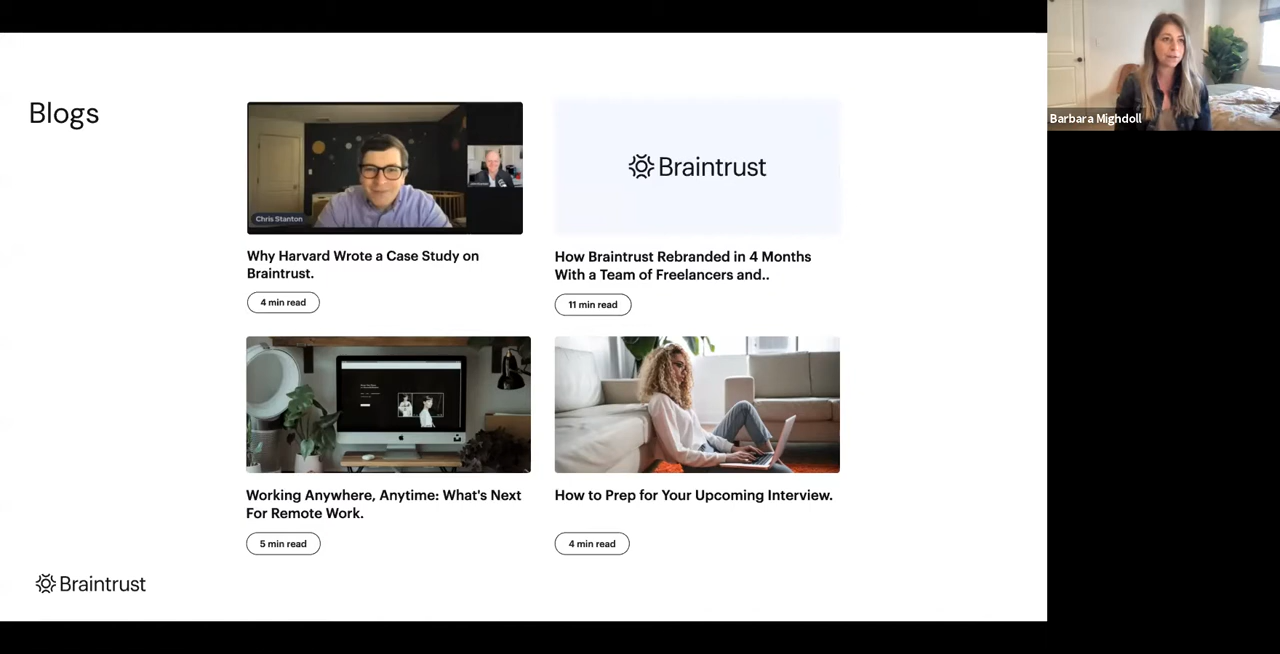 Blogs
Chris Stanton
Braintrust
Why Harvard Wrote a Case Study on
Braintrust.
4 min read
How Braintrust Rebranded in 4 Months
With a Team of Freelancers and..
11 min read
Working Anywhere, Anytime: What's Next
For Remote Work.
5 min read
How to Prep for Your Upcoming Interview.
4 min read
Braintrust
Barbara Mighdoll